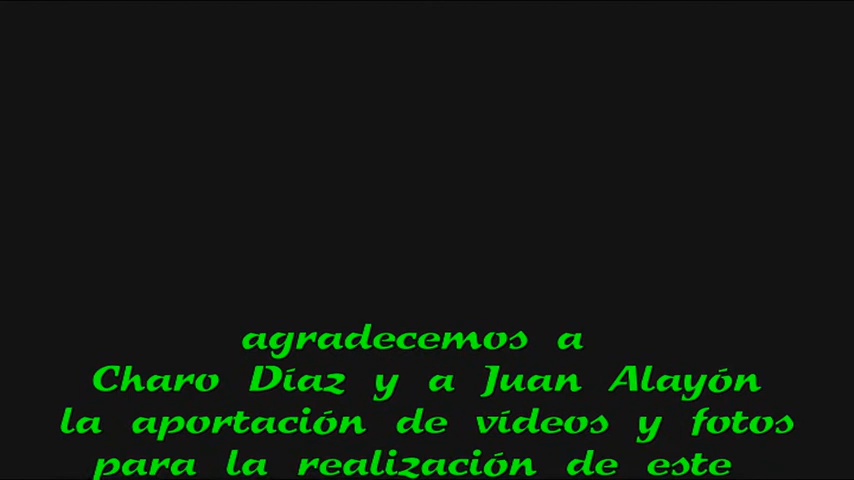 agradecemos a
Charo Díaz y a Juan Alayón
la aportación de vídeos y fotos
para la realización de este